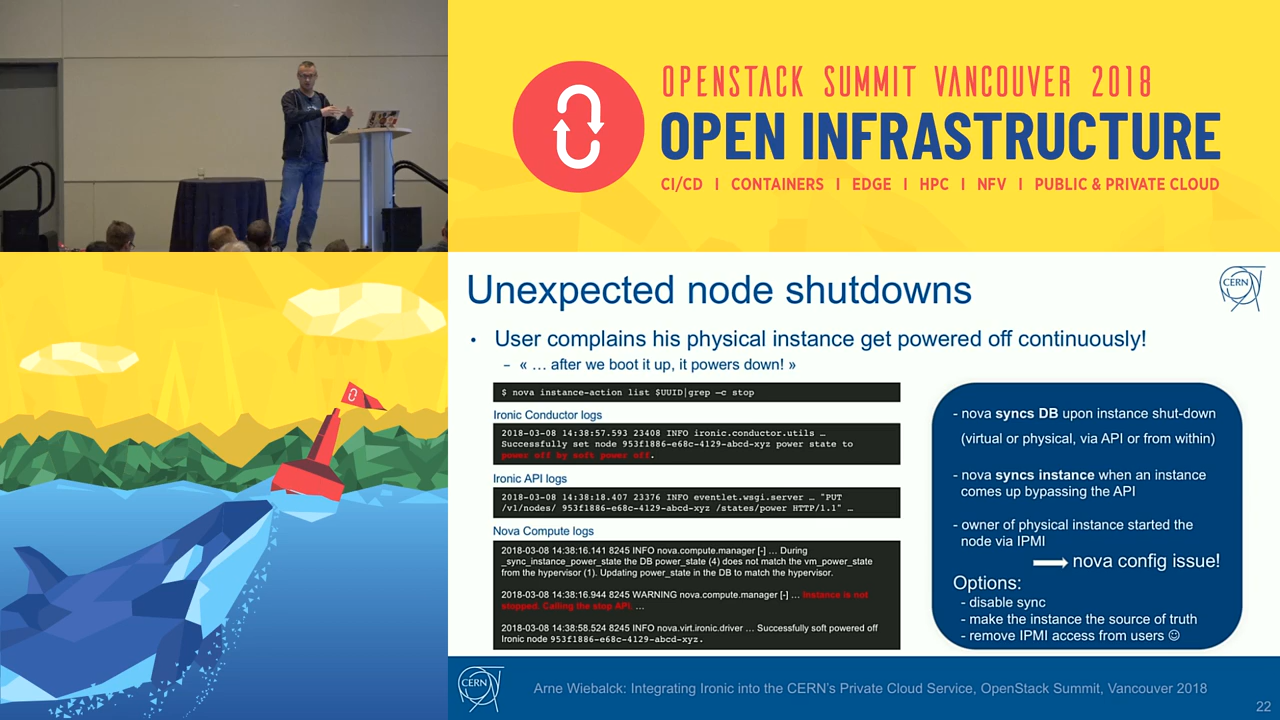 OPENSTACK SUMMIT VANCOUVER 2018
OPEN INFRASTRUCTURE
CI/CD | CONTAINERS | EDGE | HPC | NFV | PUBLIC & PRIVATE CLOUD
Unexpected node shutdowns
CERN
• User complains his physical instance get powered off continuously!
– « … after we boot it up, it powers down! »
$ nova instance-action list $UUID|grep –c stop
Ironic Conductor logs
2018-03-08 14:38:57.593 23408 INFO ironic.conductor.utils …
Successfully set node 953f1886-e68c-4129-abcd-xyz power state to
power off by soft power off.
Ironic API logs
2018-03-08 14:38:18.407 23376 INFO eventlet.wsgi.server … "PUT
/v1/nodes/ 953f1886-e68c-4129-abcd-xyz /states/power HTTP/1.1" …
Nova Compute logs
2018-03-08 14:38:16.141 8245 INFO nova.compute.manager [-] … During
_sync_instance_power_state the DB power_state (4) does not match the vm_power_state
from the hypervisor (1). Updating power_state in the DB to match the hypervisor.
2018-03-08 14:38:16.944 8245 WARNING nova.compute.manager [-] … Instance is not
stopped. Calling the stop API. …
2018-03-08 14:38:58.524 8245 INFO nova.virt.ironic.driver … Successfully soft powered off
Ironic node 953f1886-e68c-4129-abcd-xyz.
- nova syncs DB upon instance shut-down
(virtual or physical, via API or from within)
- nova syncs instance when an instance
comes up bypassing the API
- owner of physical instance started the
node via IPMI
nova config issue!
Options:
- disable sync
- make the instance the source of truth
- remove IPMI access from users ☺
CERN
Arne Wiebalck: Integrating Ironic into the CERN's Private Cloud Service, OpenStack Summit, Vancouver 2018
22